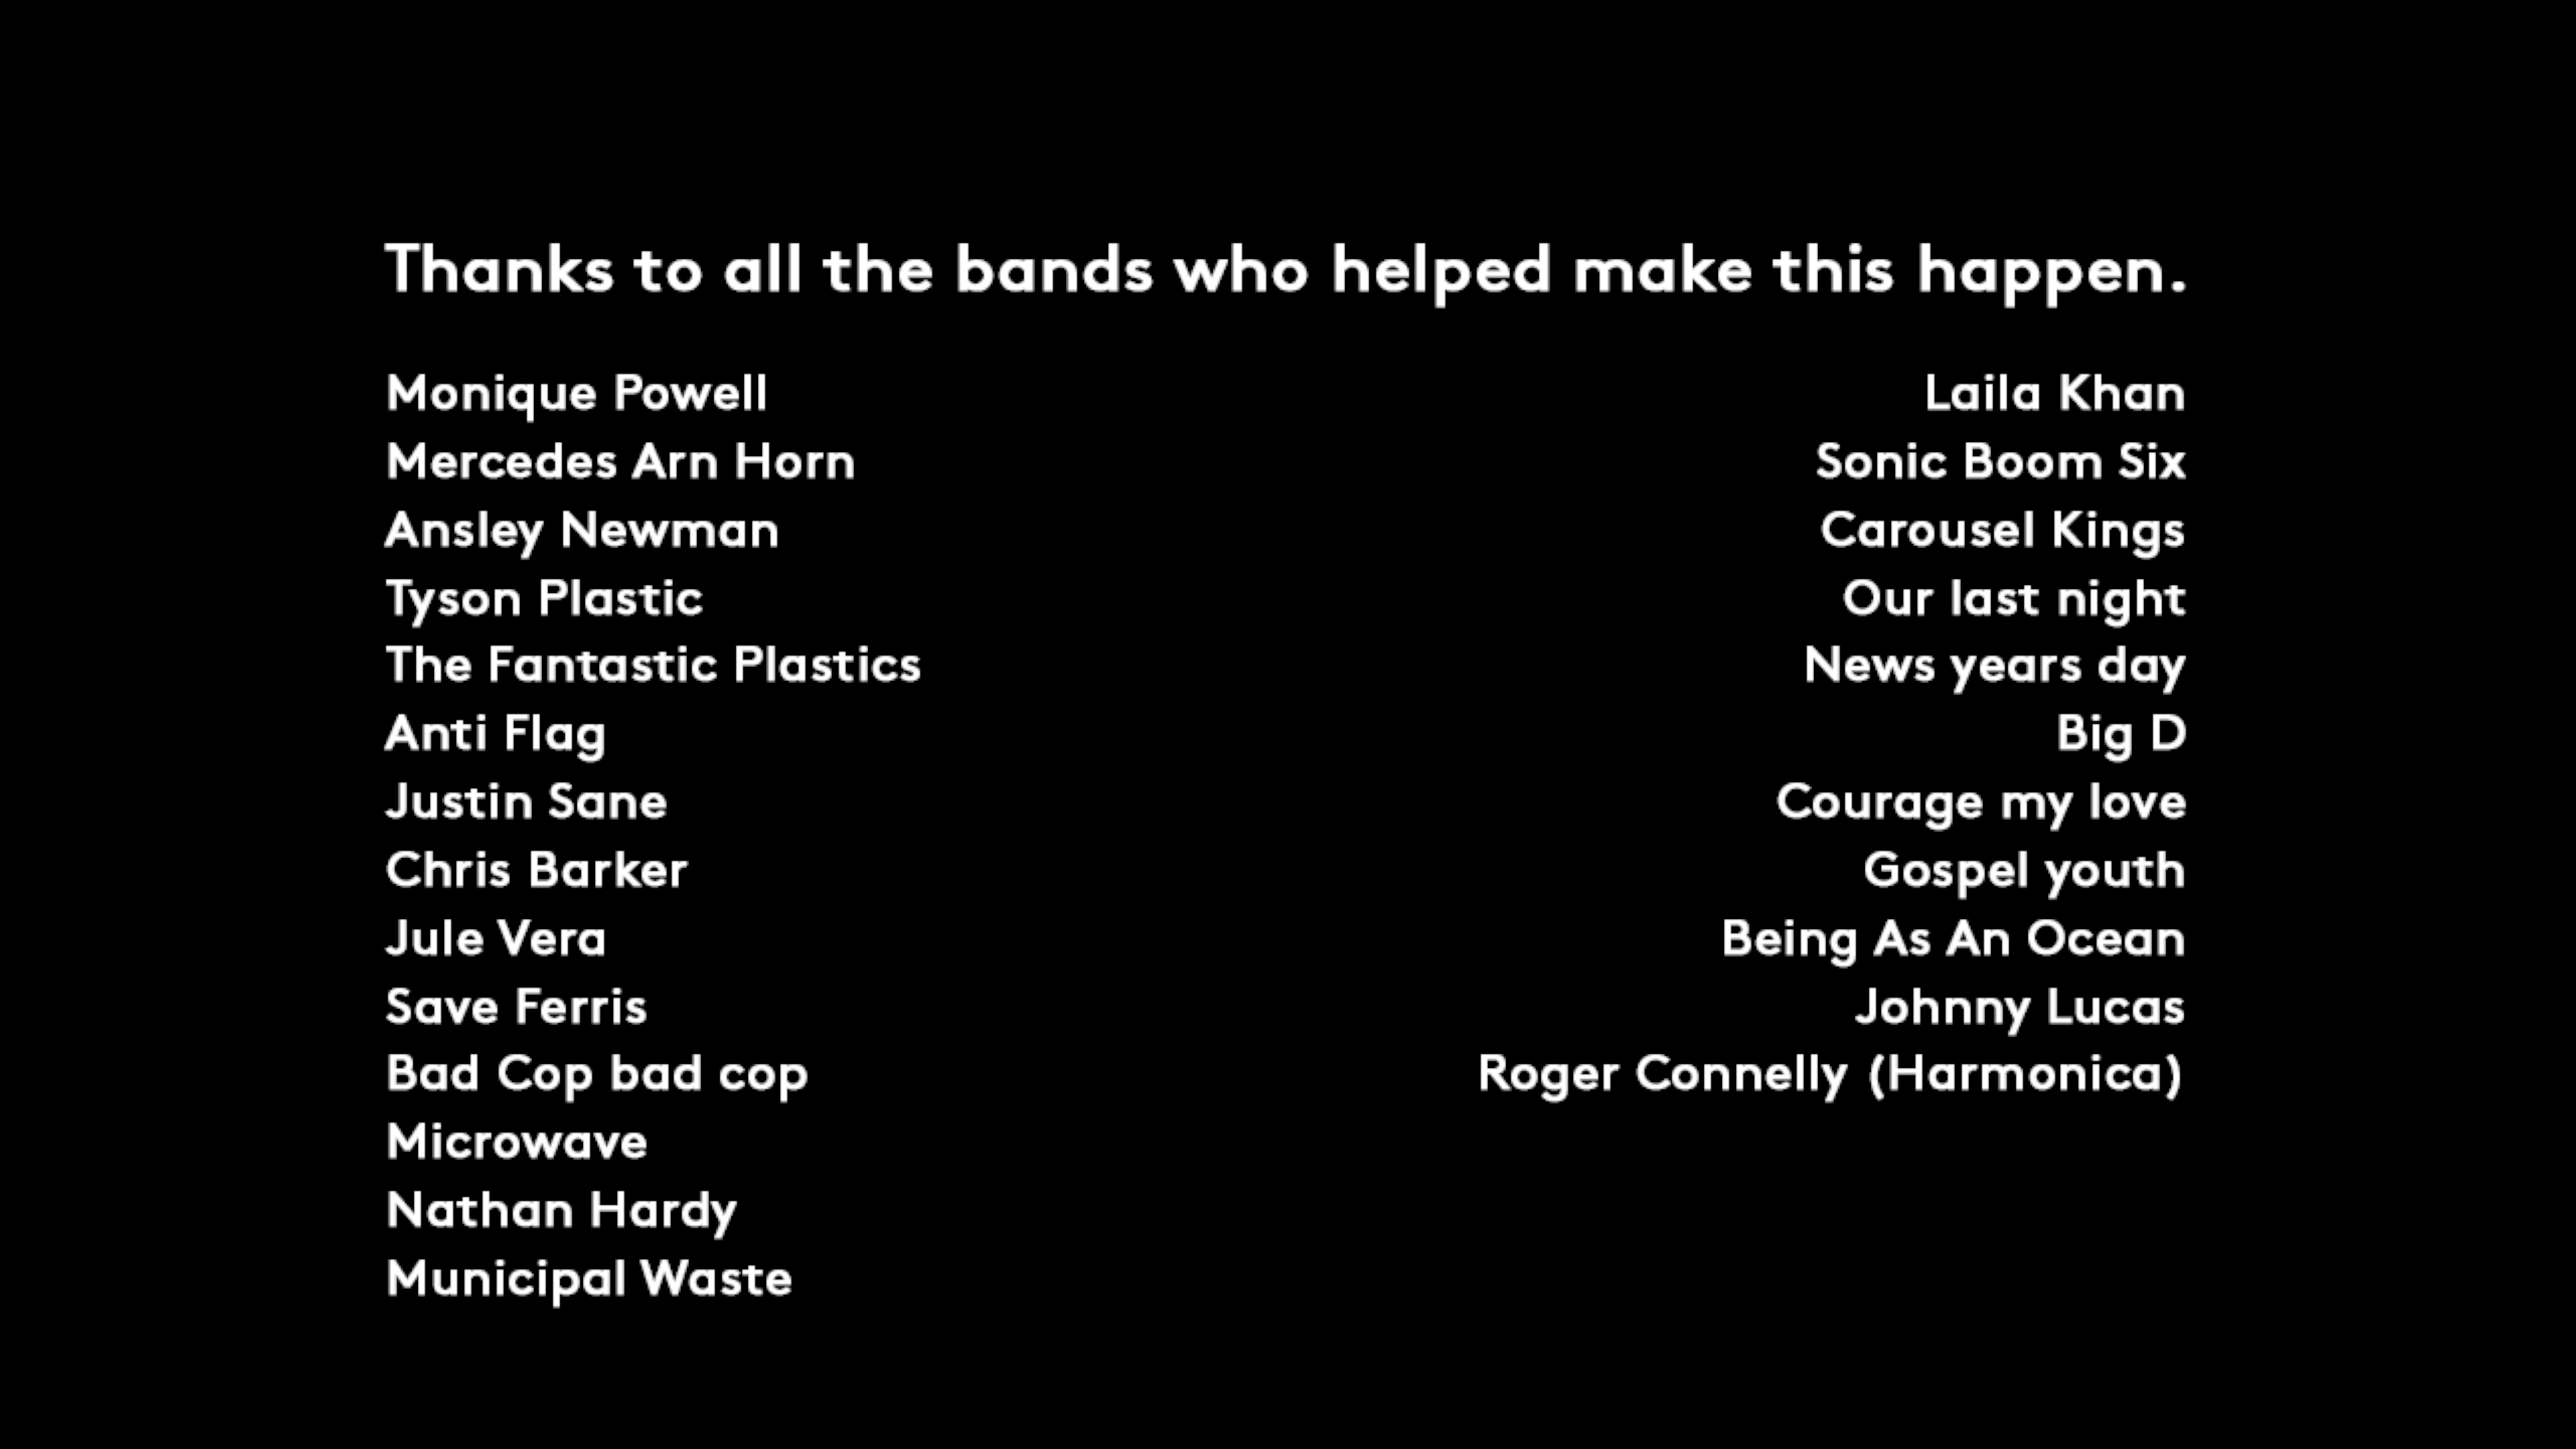 Thanks to all the bands who helped make this happen.
Monique Powell
Mercedes Arn Horn
Ansley Newman
Tyson Plastic
The Fantastic Plastics
Anti Flag
Justin Sane
Chris Barker
Jule Vera
Save Ferris
Bad Cop bad cop
Microwave
Nathan Hardy
Municipal Waste
Laila Khan
Sonic Boom Six
Carousel Kings
Our last night
News years day
Big D
Courage my love
Gospel youth
Being As An Ocean
Johnny Lucas
Roger Connelly (Harmonica)